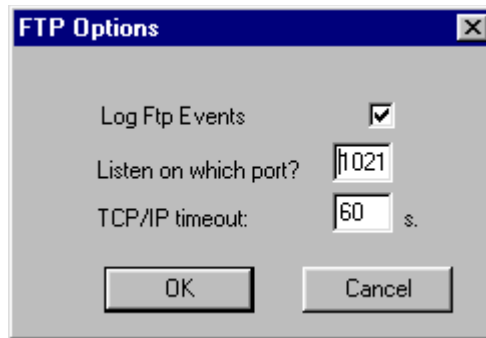 FTP Options
Log Ftp Events
Listen on which port? 1021
TCP/IP timeout: 60 s.
OK Cancel